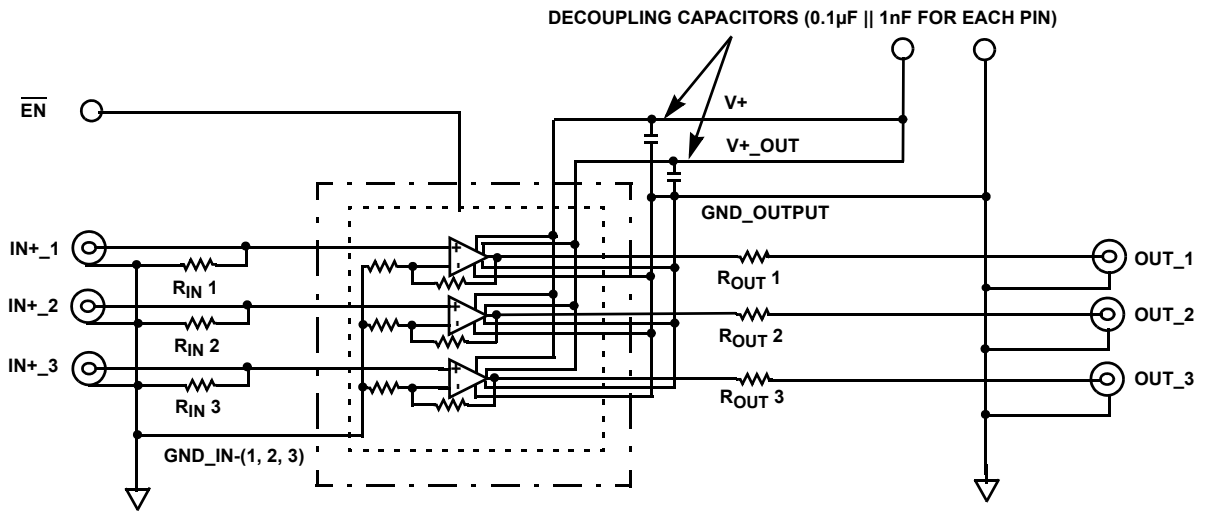 DECOUPLING CAPACITORS (0.1µF || 1nF FOR EACH PIN)
EN
V+
V+_OUT
GND_OUTPUT
IN+_1
RIN 1
ROUT 1
OUT_1
IN+_2
RIN 2
ROUT 2
OUT_2
IN+_3
RIN 3
ROUT 3
OUT_3
GND_IN-(1, 2, 3)
+
-
+
-
+
-